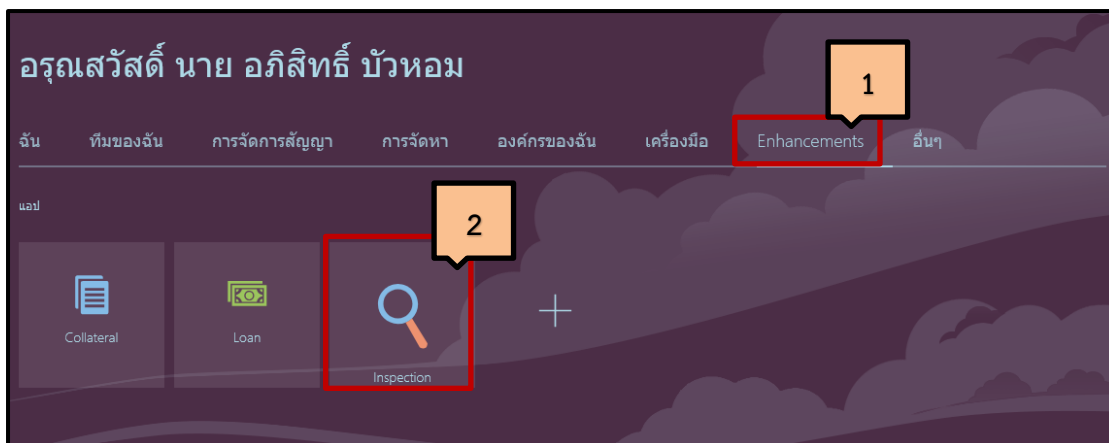 อรุณสวัสดิ์ นาย อภิสิทธิ์ บัวหอม
1
ฉัน ทีมของฉัน การจัดการสัญญา การจัดหา องค์กรของฉัน เครื่องมือ Enhancements อื่นๆ
แอป
2
Collateral Loan Inspection